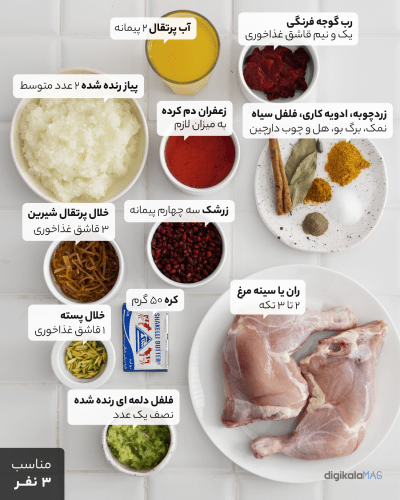 رب گوجه فرنگی
یک و نیم قاشق غذاخوری
آب پرتقال ۲ پیمانه
پیاز رنده شده ۲ عدد متوسط
زعفران دم کرده
به میزان لازم
زردچوبه، ادویه کاری، فلفل سیاه
نمک، برگ بو، هل و چوب دارچین
خلال پرتقال شیرین
۳ قاشق غذاخوری
زرشک سه چهارم پیمانه
کره ۵۰ گرم
ران یا سینه مرغ
۲ تا ۳ تکه
خلال پسته
۱ قاشق غذاخوری
فلفل دلمه ای رنده شده
نصف یک عدد
مناسب
۳ نفر
digikalaMAG